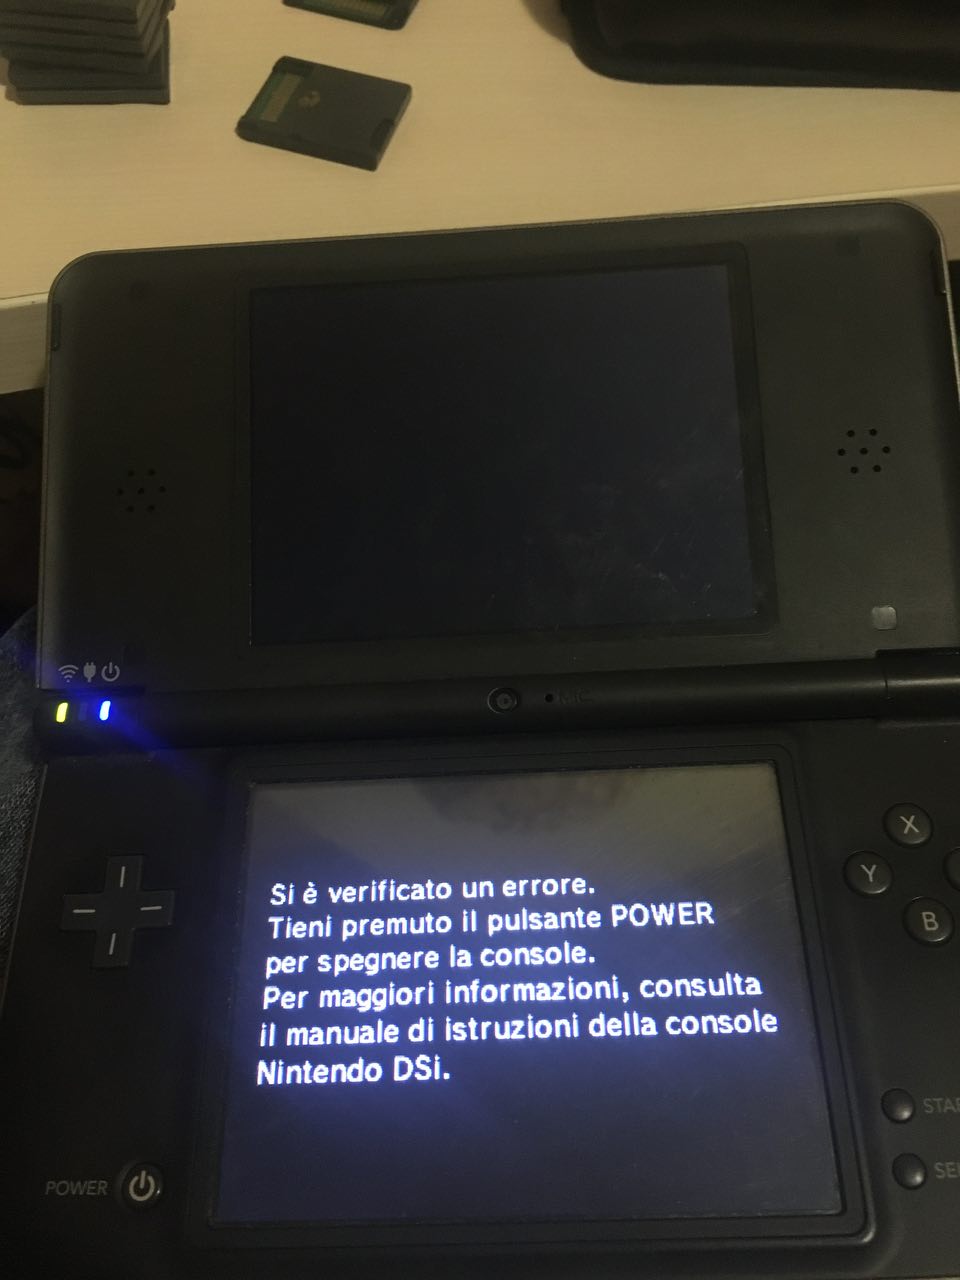 Si è verificato un errore.
Tieni premuto il pulsante POWER
per spegnere la console.
Per maggiori informazioni, consulta
il manuale di istruzioni della console
Nintendo DSi.
X
Y
B
POWER